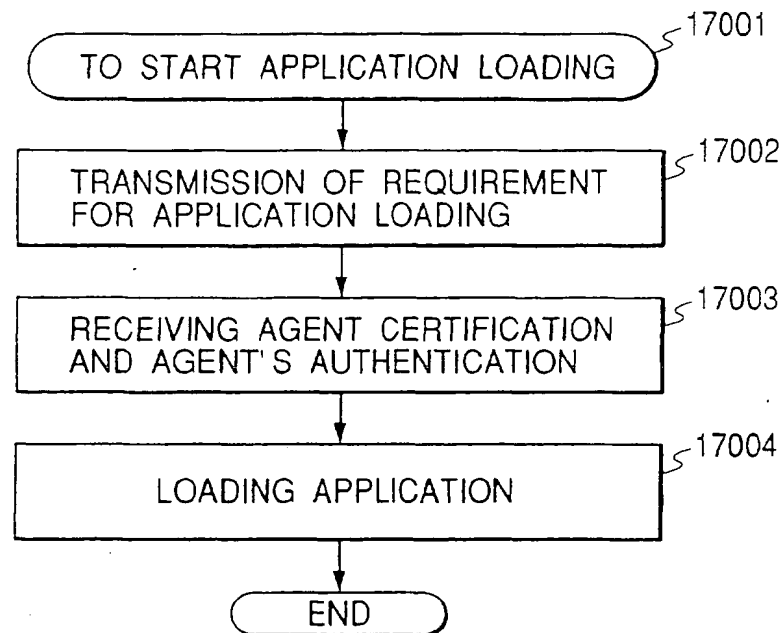 17001
TO START APPLICATION LOADING
17002
TRANSMISSION OF REQUIREMENT
FOR APPLICATION LOADING
17003
RECEIVING AGENT CERTIFICATION
AND AGENT'S AUTHENTICATION
17004
LOADING APPLICATION
END